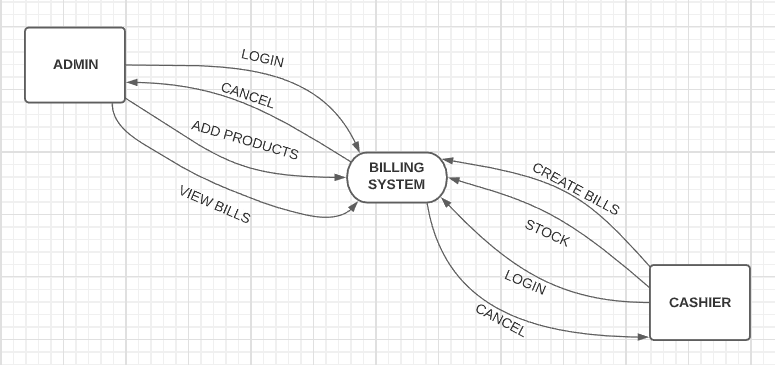 ADMIN
LOGIN
CANCEL
ADD PRODUCTS
VIEW BILLS
BILLING
SYSTEM
CREATE BILLS
STOCK
LOGIN
CANCEL
CASHIER